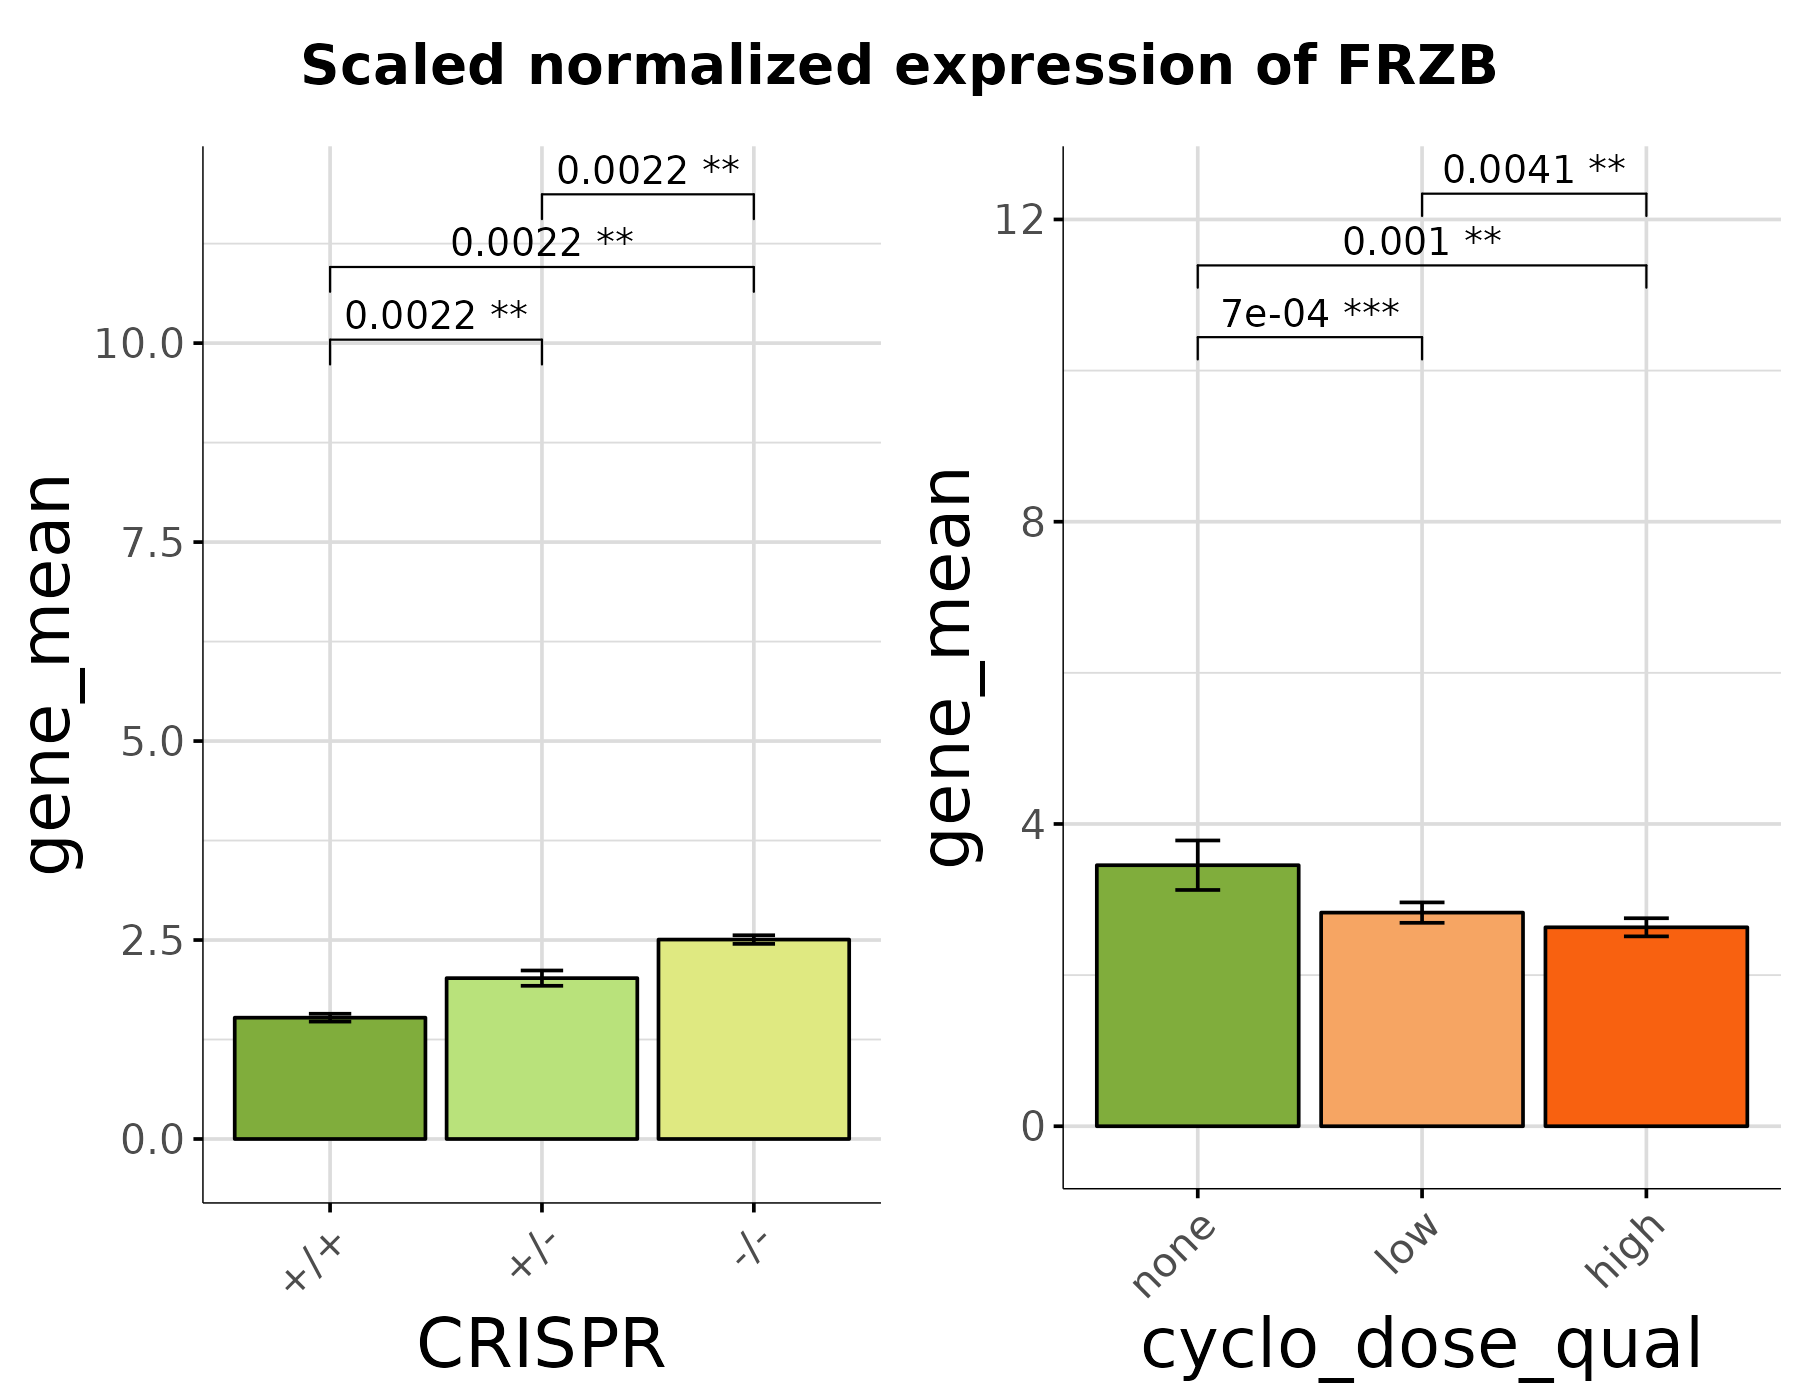 Scaled normalized expression of FRZB
gene_mean
0.0022 **
0.0022 **
0.0022 **
10.0
7.5
5.0
2.5
0.0
+/+
+/-
-/-
CRISPR
gene_mean
0.0041 **
0.001 **
7e-04 ***
12
8
4
0
none
low
high
cyclo_dose_qual